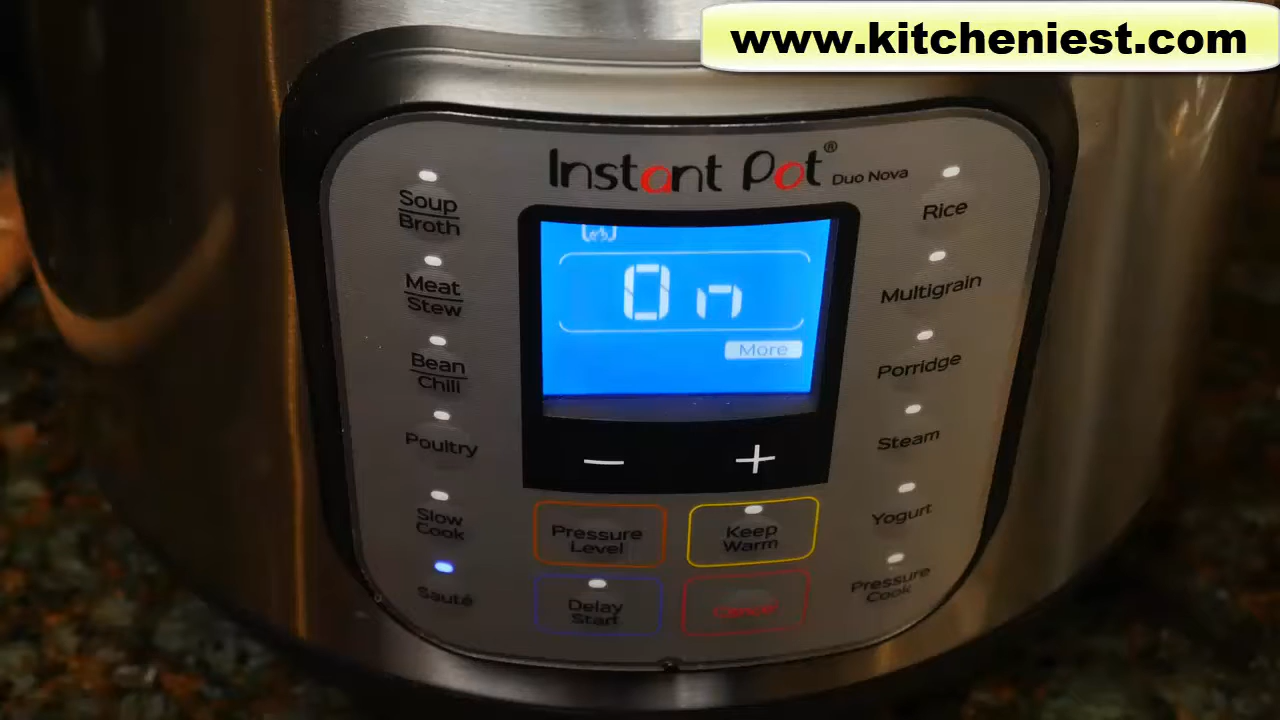 www.kitcheniest.com
Instant Pot® Duo Nova
Soup
Broth
Meat
Stew
Bean
Chili
Poultry
Slow
Cook
Sauté
On
More
− +
Pressure
Level
Keep
Warm
Delay
Start
Cancel
Rice
Multigrain
Porridge
Steam
Yogurt
Pressure
Cook